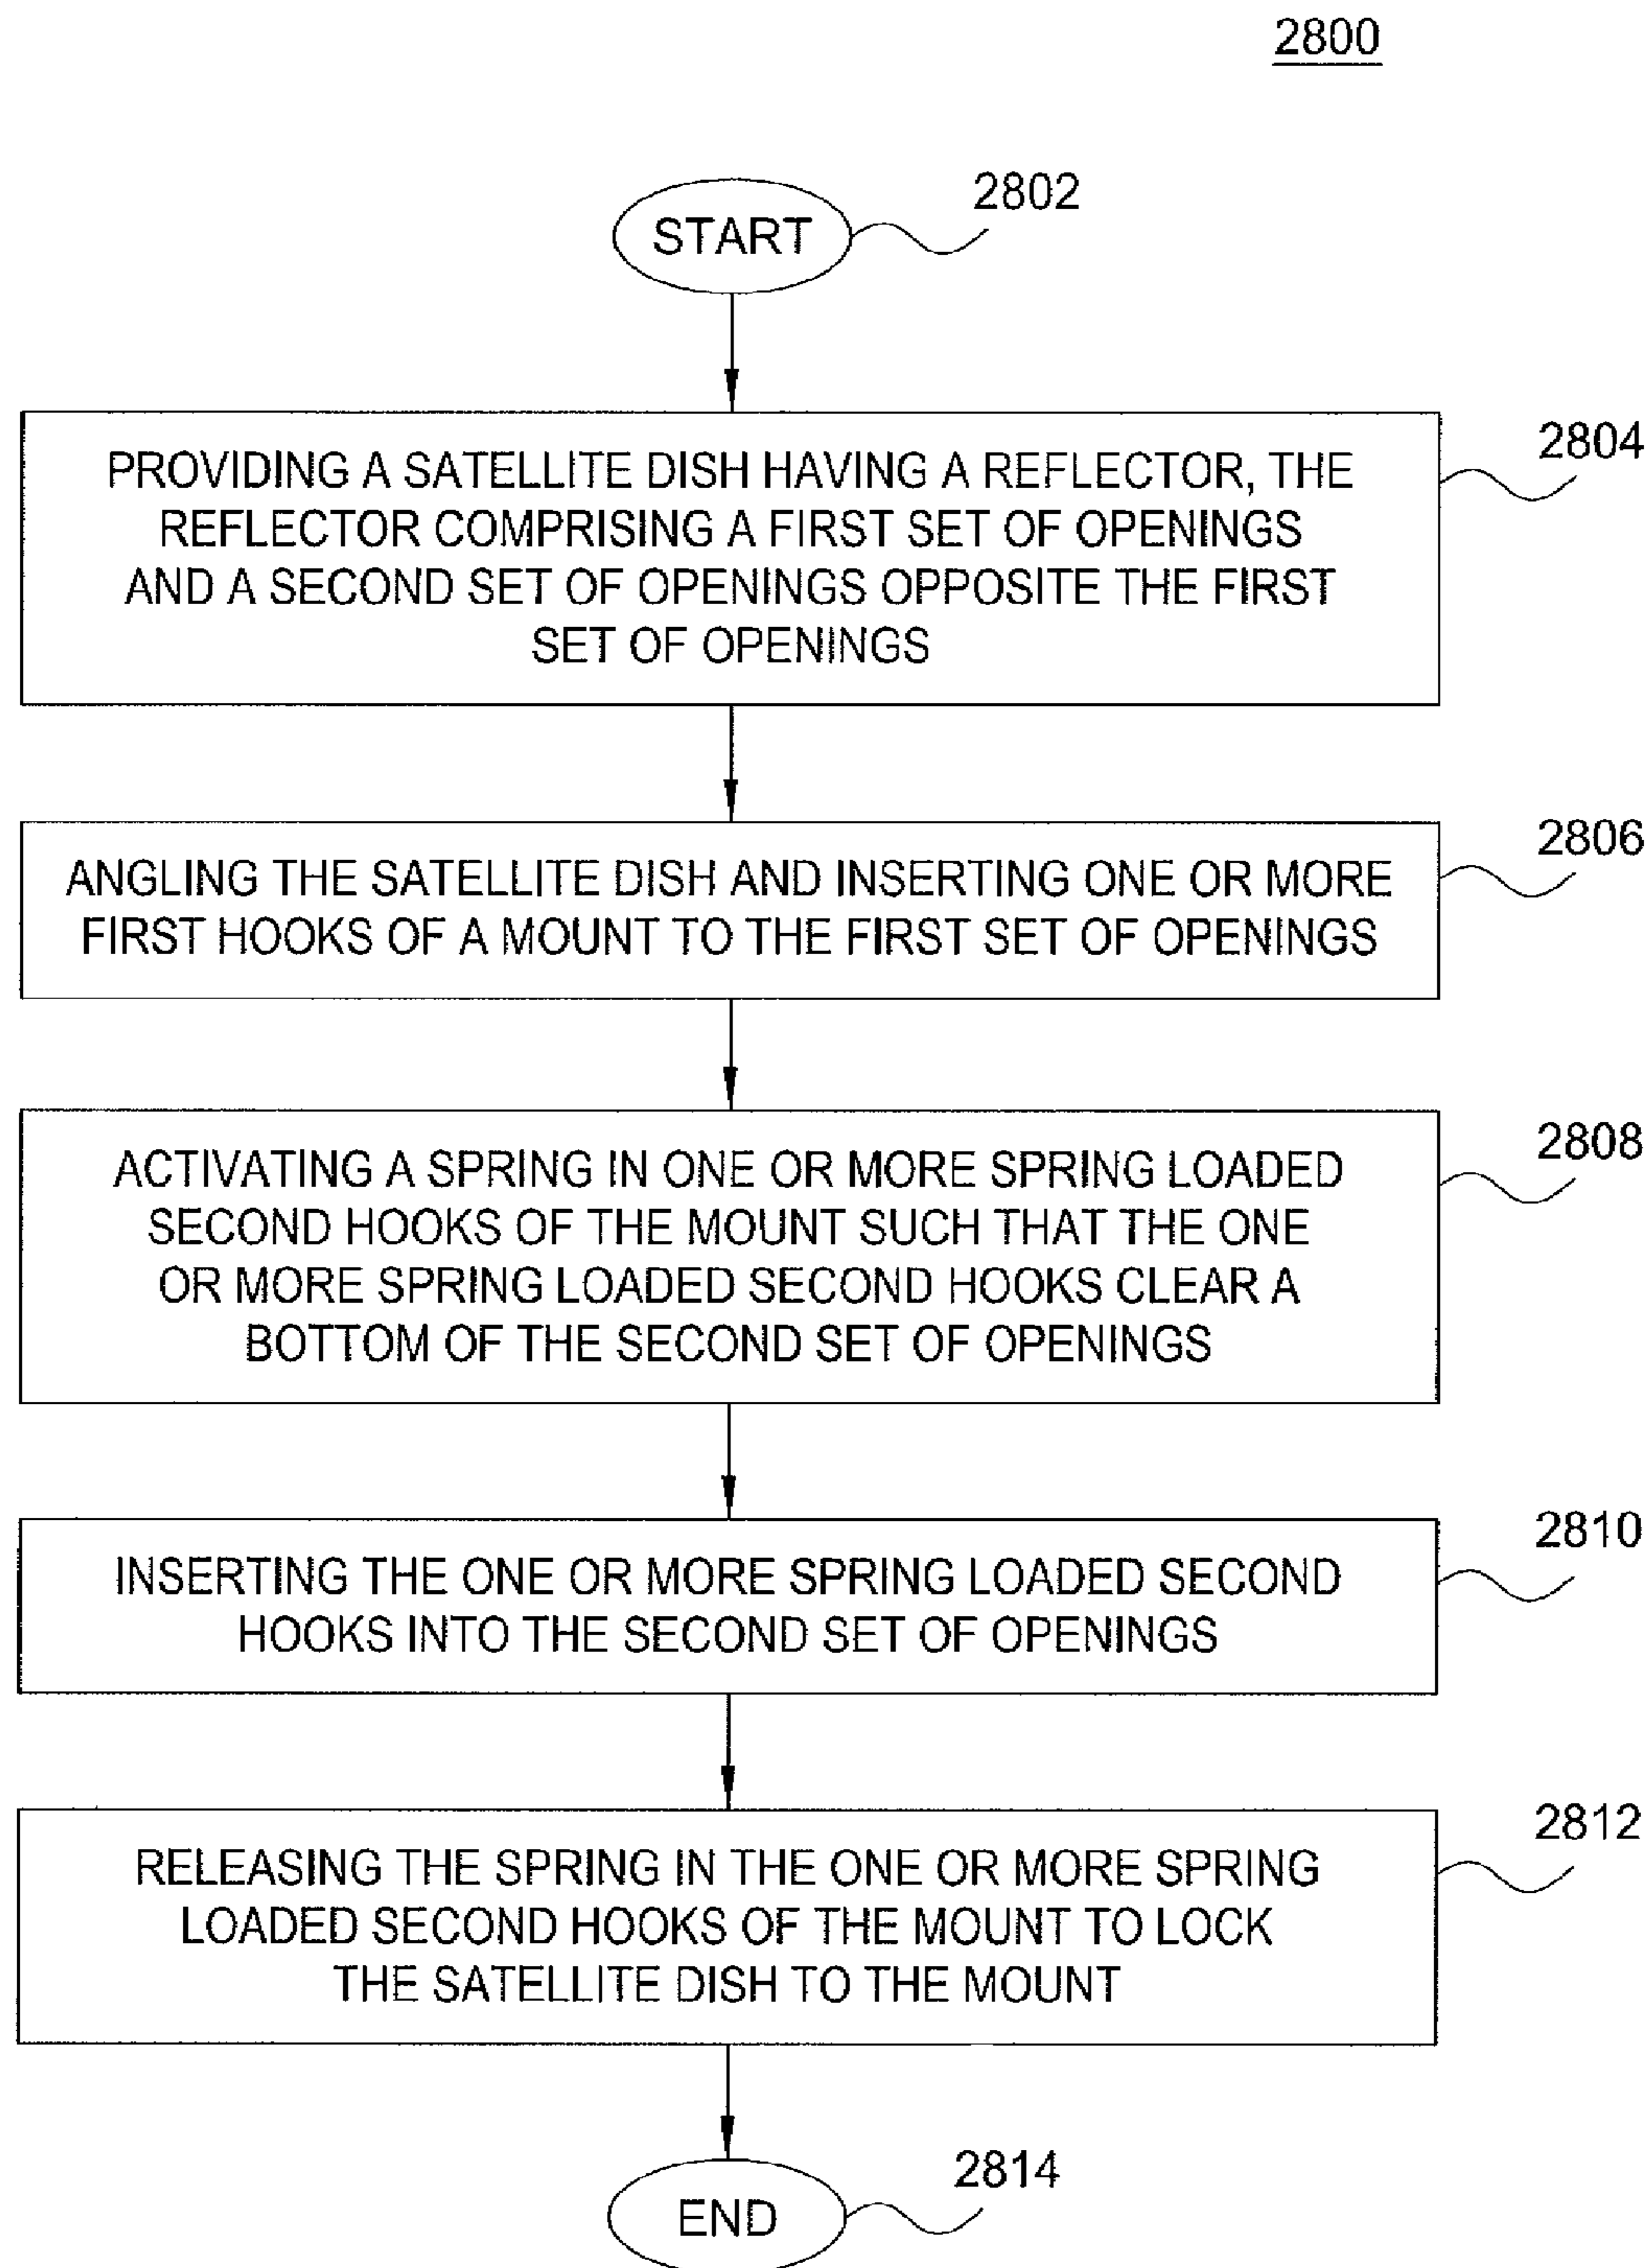 2800
2802
START
2804
PROVIDING A SATELLITE DISH HAVING A REFLECTOR, THE
REFLECTOR COMPRISING A FIRST SET OF OPENINGS
AND A SECOND SET OF OPENINGS OPPOSITE THE FIRST
SET OF OPENINGS
2806
ANGLING THE SATELLITE DISH AND INSERTING ONE OR MORE
FIRST HOOKS OF A MOUNT TO THE FIRST SET OF OPENINGS
2808
ACTIVATING A SPRING IN ONE OR MORE SPRING LOADED
SECOND HOOKS OF THE MOUNT SUCH THAT THE ONE
OR MORE SPRING LOADED SECOND HOOKS CLEAR A
BOTTOM OF THE SECOND SET OF OPENINGS
2810
INSERTING THE ONE OR MORE SPRING LOADED SECOND
HOOKS INTO THE SECOND SET OF OPENINGS
2812
RELEASING THE SPRING IN THE ONE OR MORE SPRING
LOADED SECOND HOOKS OF THE MOUNT TO LOCK
THE SATELLITE DISH TO THE MOUNT
2814
END